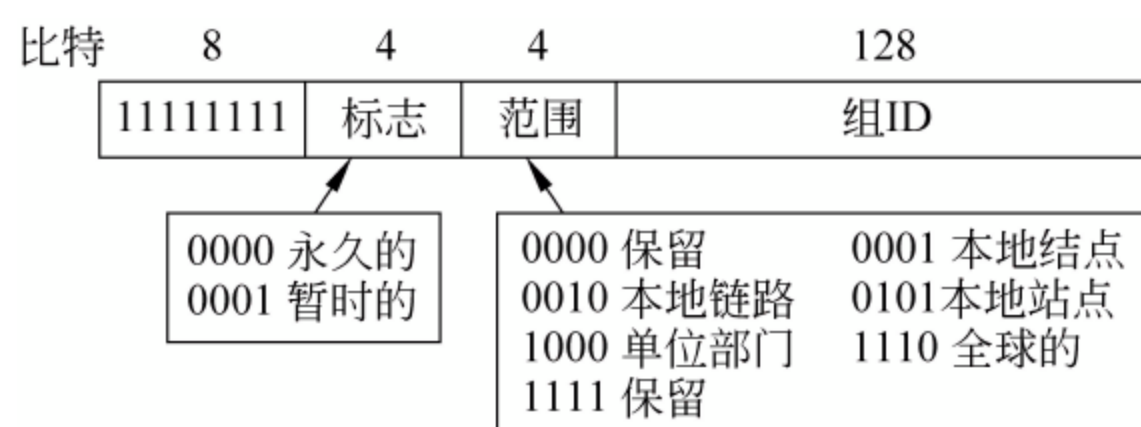 比特 8 4 4 128
11111111 标志 范围 组ID
0000 永久的
0001 暂时的
0000 保留 0001 本地结点
0010 本地链路 0101本地站点
1000 单位部门 1110 全球的
1111 保留